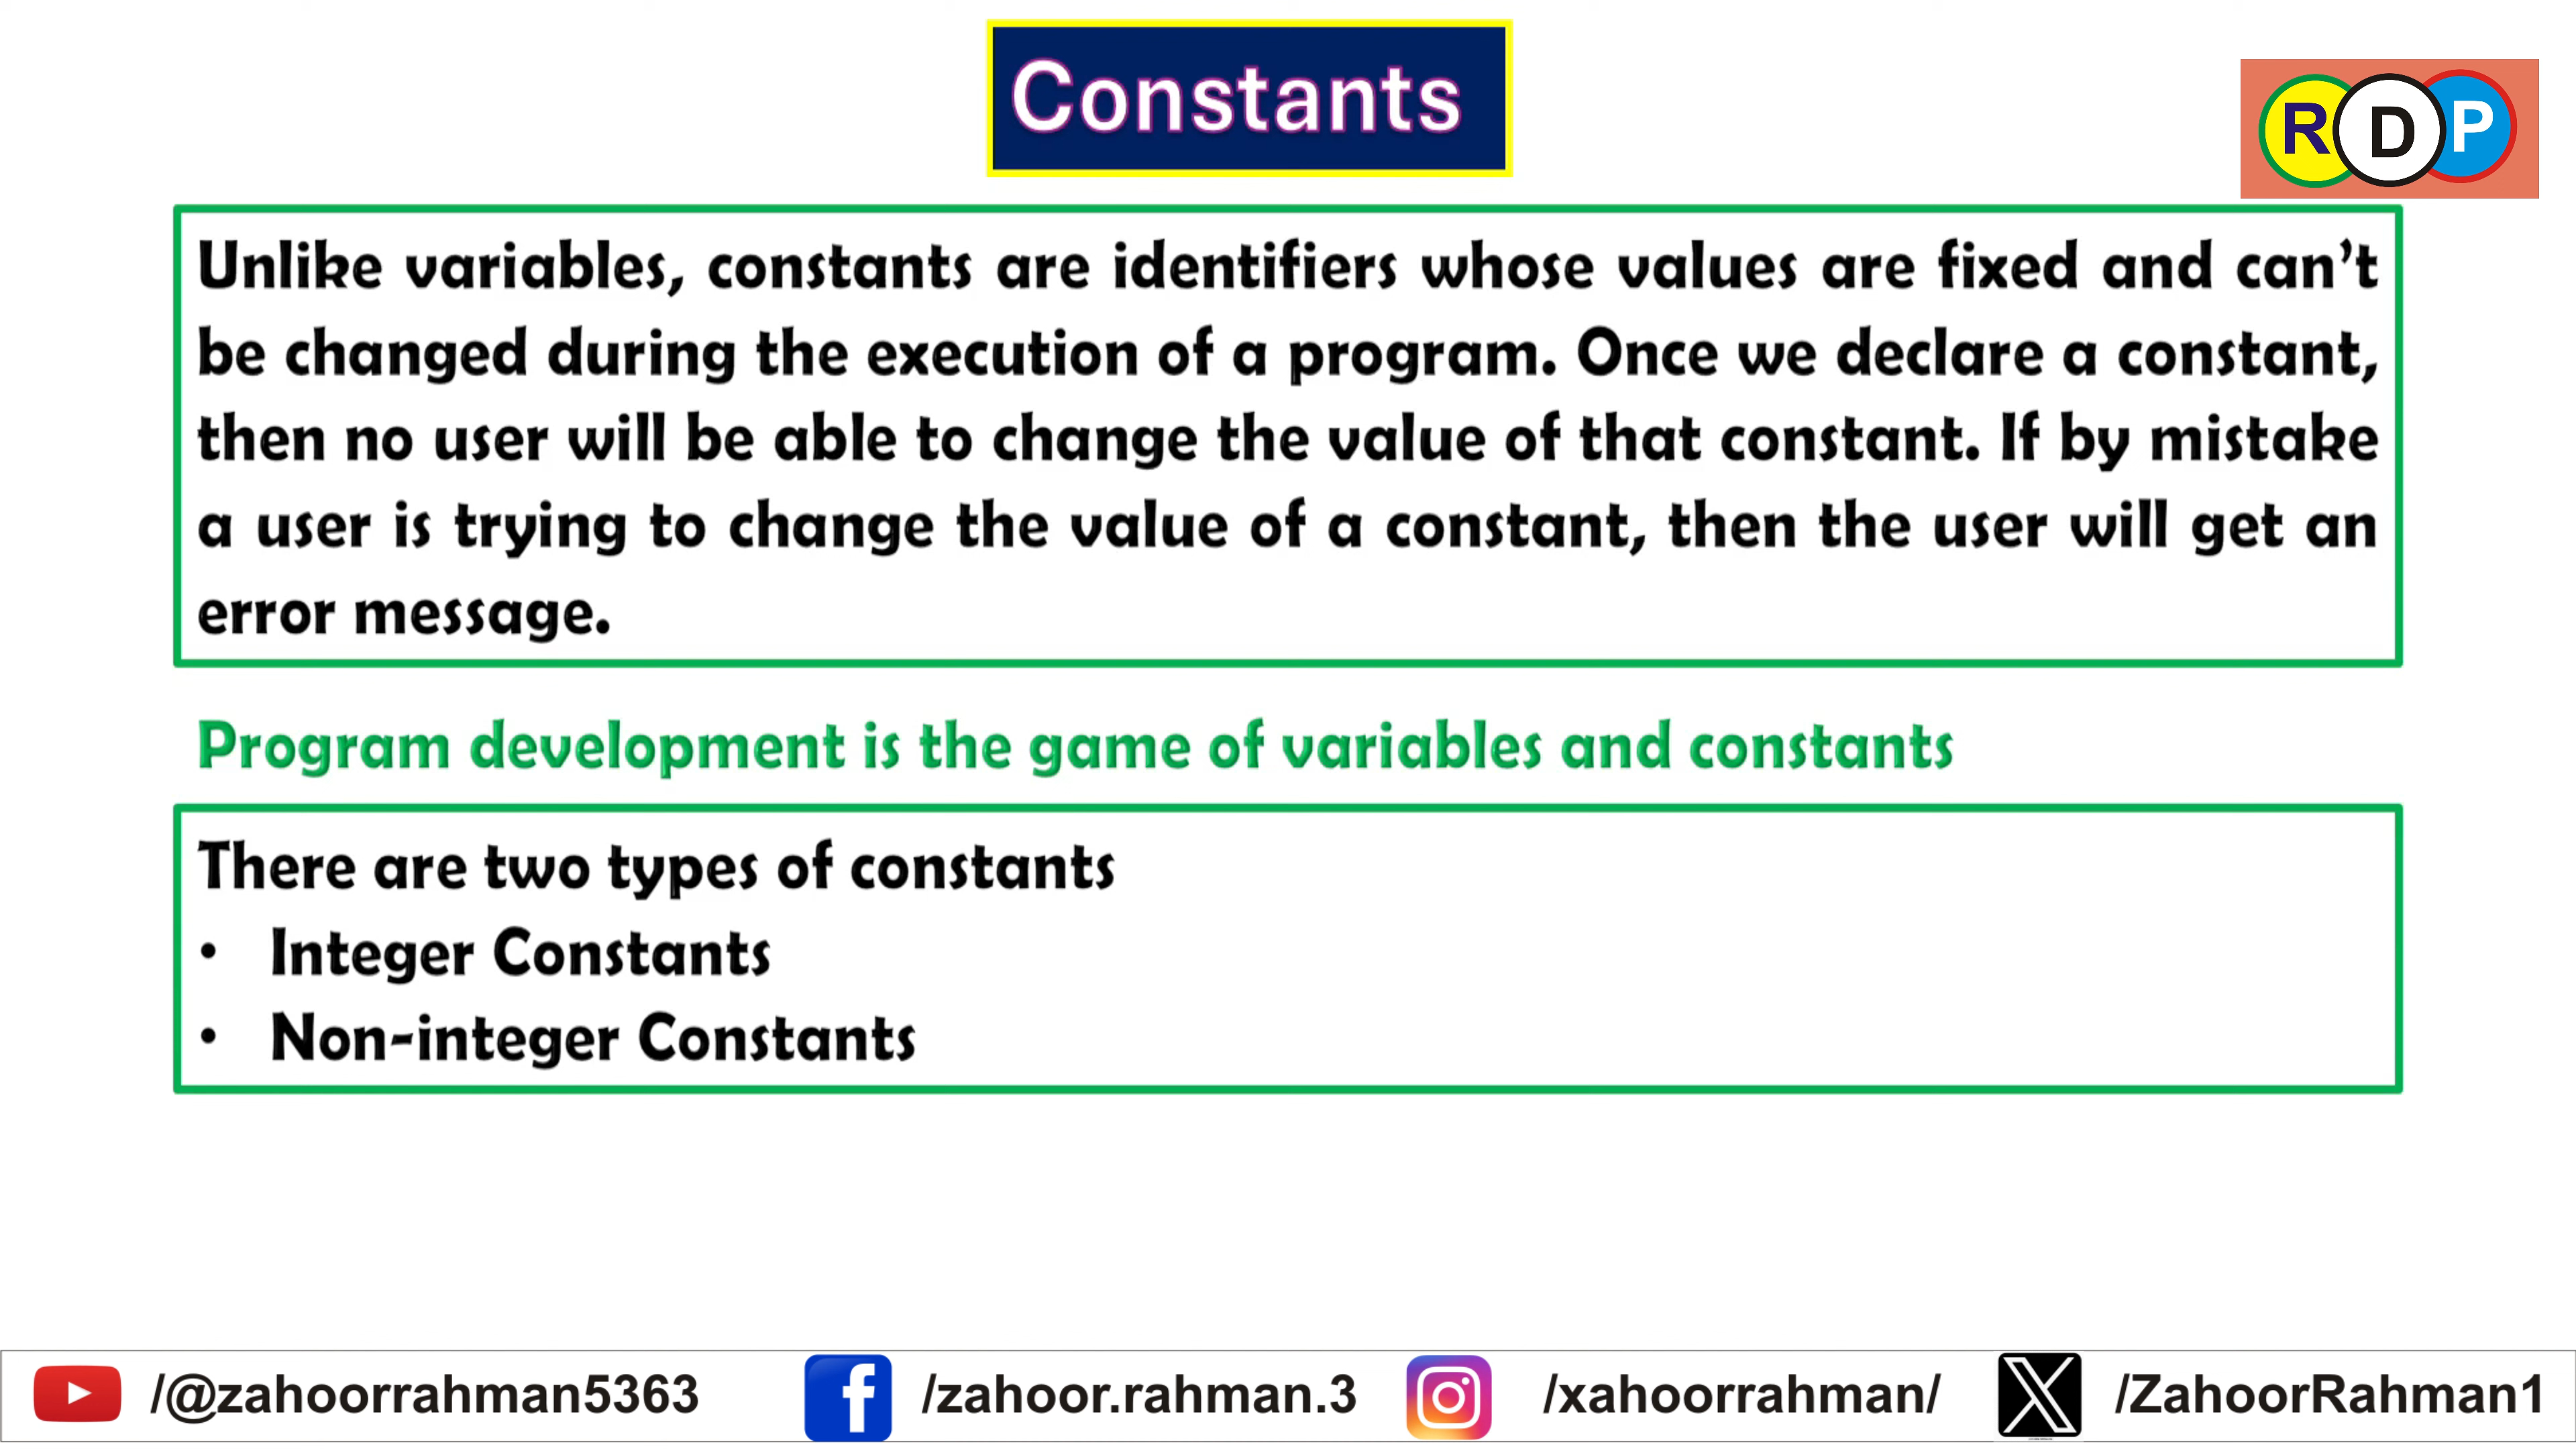 Constants
R D P
Unlike variables, constants are identifiers whose values are fixed and can’t
be changed during the execution of a program. Once we declare a constant,
then no user will be able to change the value of that constant. If by mistake
a user is trying to change the value of a constant, then the user will get an
error message.
Program development is the game of variables and constants
There are two types of constants
• Integer Constants
• Non-integer Constants
/@zahoorrahman5363 /zahoor.rahman.3 /xahoorrahman/ /ZahoorRahman1